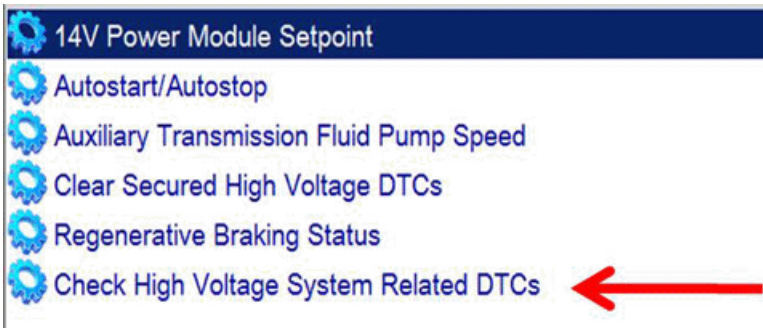 14V Power Module Setpoint
Autostart/Autostop
Auxiliary Transmission Fluid Pump Speed
Clear Secured High Voltage DTCs
Regenerative Braking Status
Check High Voltage System Related DTCs